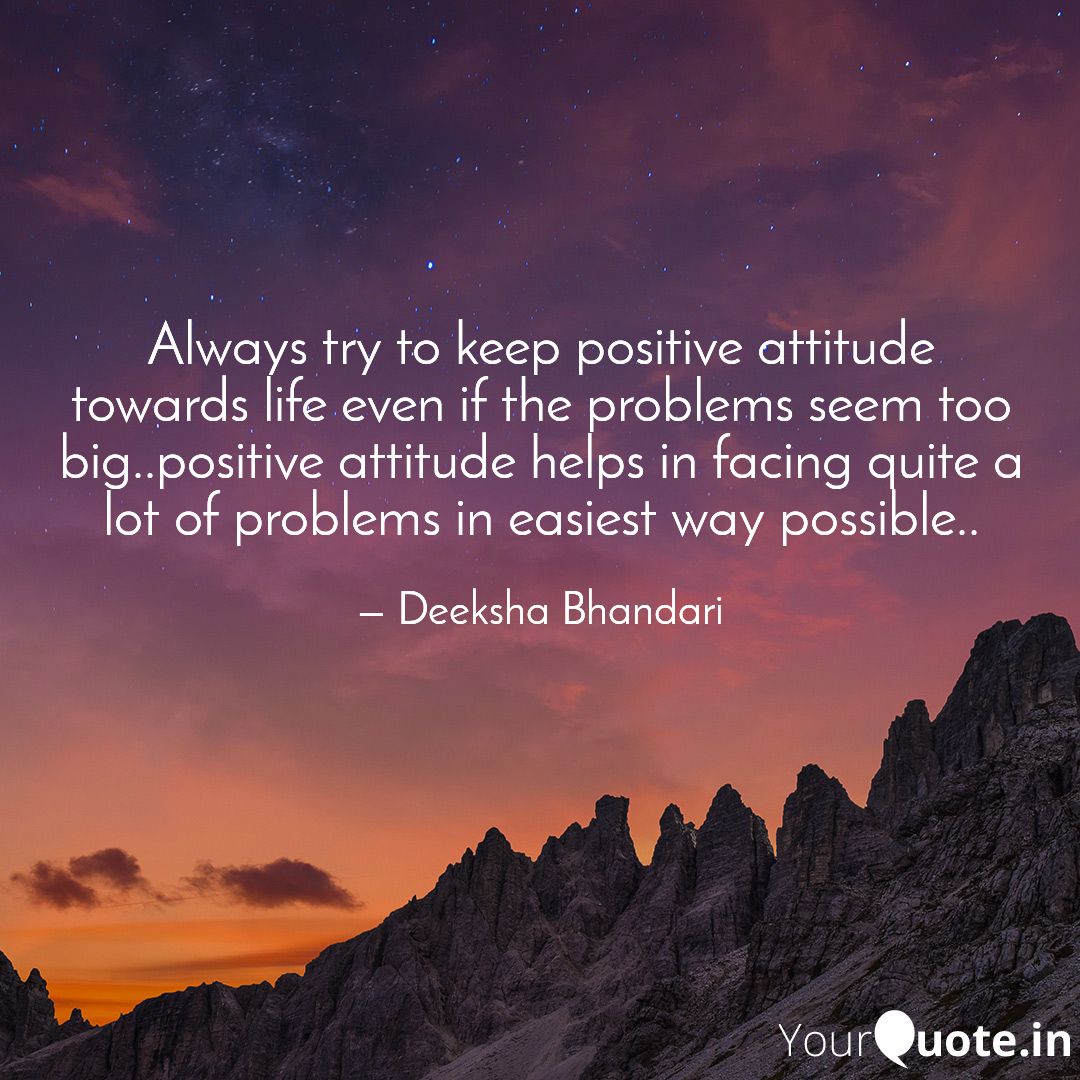 Always try to keep positive attitude
towards life even if the problems seem too
big..positive attitude helps in facing quite a
lot of problems in easiest way possible..
– Deeksha Bhandari
YourQuote.in